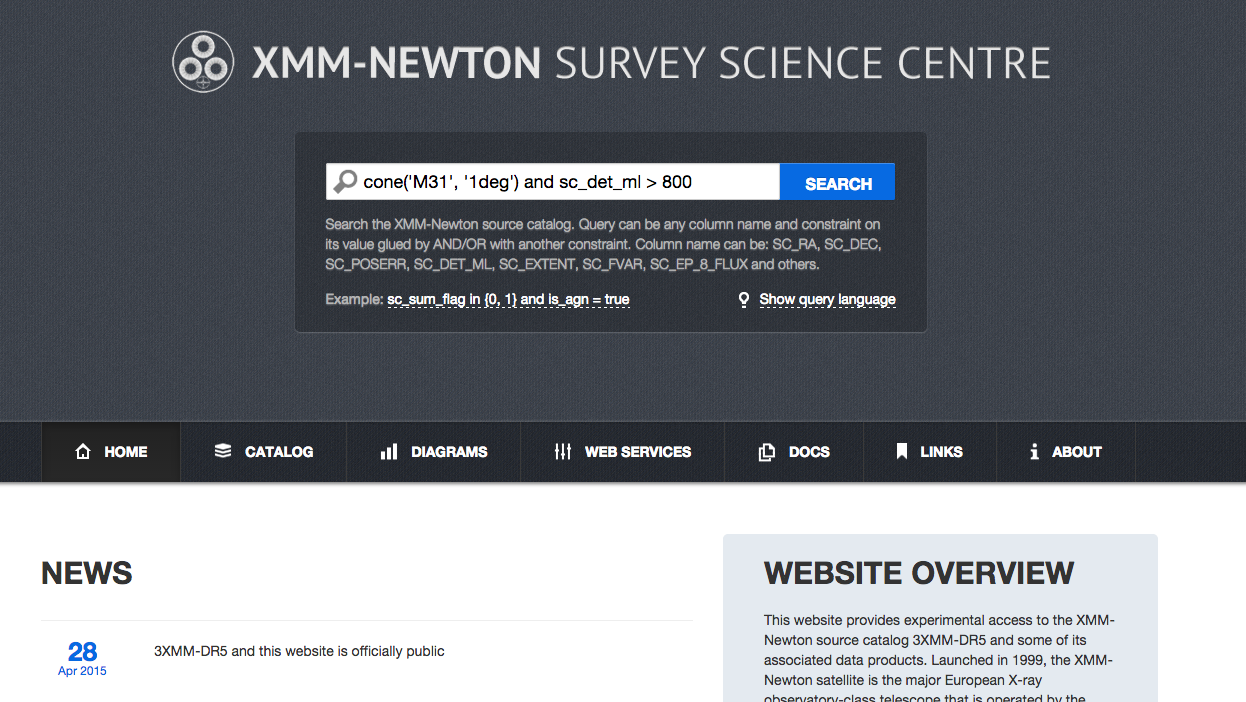 XMM-NEWTON SURVEY SCIENCE CENTRE
cone('M31', '1deg') and sc_det_ml > 800
SEARCH
Search the XMM-Newton source catalog. Query can be any column name and constraint on
its value glued by AND/OR with another constraint. Column name can be: SC_RA, SC_DEC,
SC_POSERR, SC_DET_ML, SC_EXTENT, SC_FVAR, SC_EP_8_FLUX and others.
Example: sc_sum_flag in {0, 1} and is_agn = true
Show query language
HOME
CATALOG
DIAGRAMS
WEB SERVICES
DOCS
LINKS
ABOUT
NEWS
28
Apr 2015
3XMM-DR5 and this website is officially public
WEBSITE OVERVIEW
This website provides experimental access to the XMM-
Newton source catalog 3XMM-DR5 and some of its
associated data products. Launched in 1999, the XMM-
Newton satellite is the major European X-ray
observatory-class telescope that is operated by the